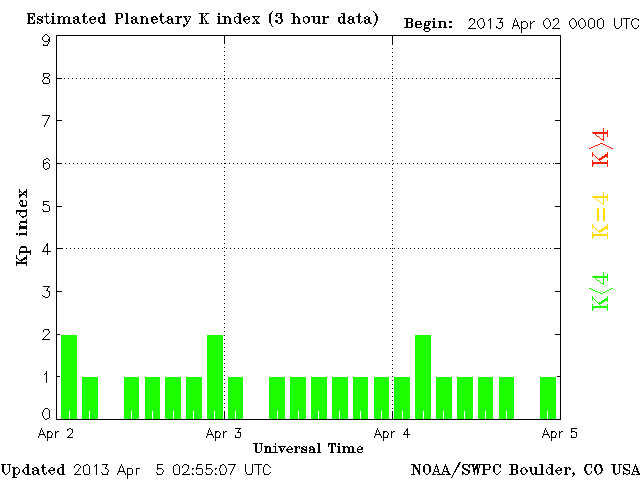 Estimated Planetary K index (3 hour data)
Begin: 2013 Apr 02 0000 UTC
9
8
7
6
5
4
3
2
1
0
Kp index
K>4
K=4
K<4
Apr 2
Apr 3
Apr 4
Apr 5
Universal Time
Updated 2013 Apr 5 02:55:07 UTC
NOAA/SWPC Boulder, CO USA